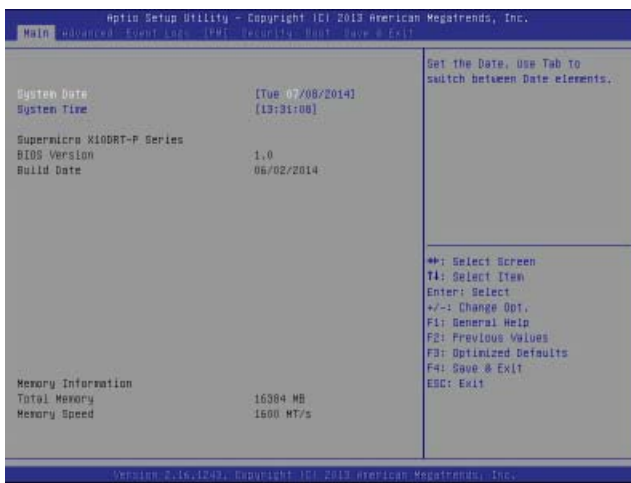 Aptio Setup Utility - Copyright (C) 2013 American Megatrends, Inc.
Main Advanced Event Logs IPMI Security Boot Save & Exit
System Date [Tue 07/08/2014]
System Time [13:31:08]
Supermicro X10DRT-P Series
BIOS Version 1.0
Build Date 06/02/2014
Memory Information
Total Memory 16384 MB
Memory Speed 1600 MT/s
Set the Date. Use Tab to
switch between Date elements.
↔: Select Screen
↑↓: Select Item
Enter: Select
+/-: Change Opt.
F1: General Help
F2: Previous Values
F3: Optimized Defaults
F4: Save & Exit
ESC: Exit
Version 2.16.1243. Copyright (C) 2013 American Megatrends, Inc.